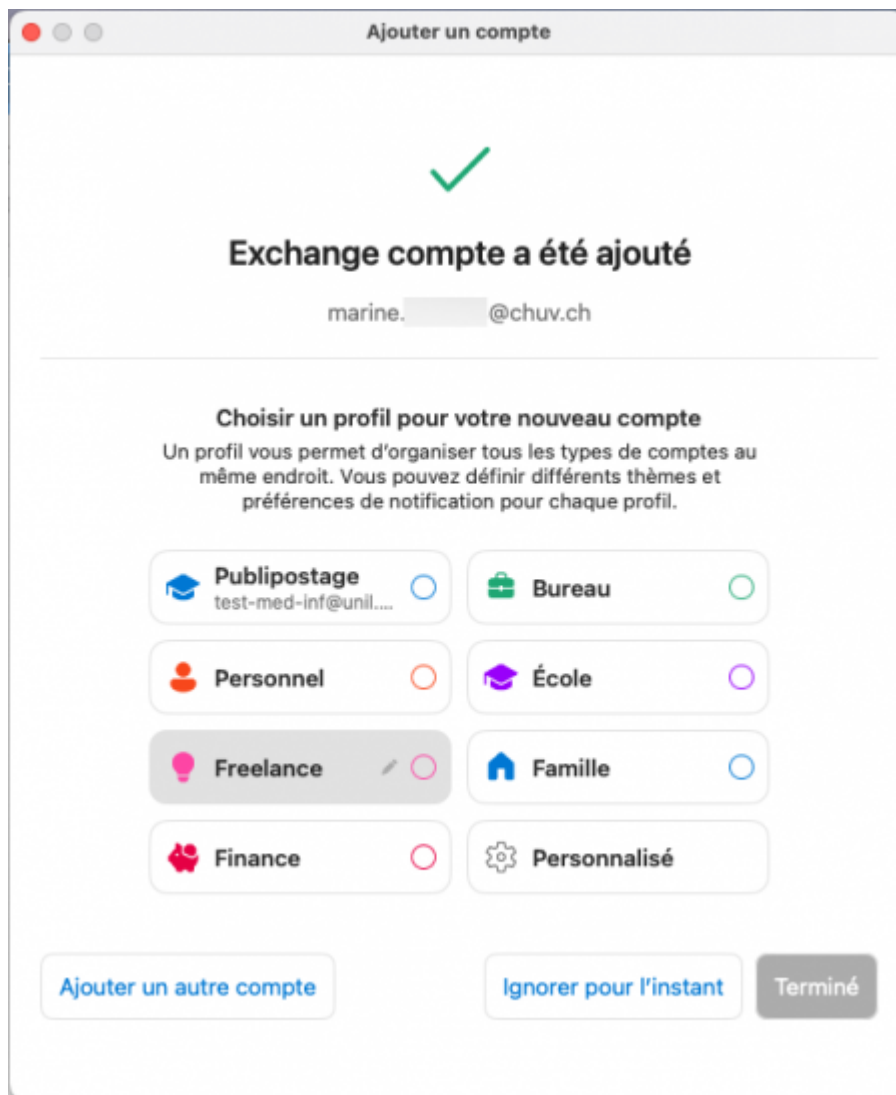 Ajouter un compte
Exchange compte a été ajouté
marine. @chuv.ch
Choisir un profil pour votre nouveau compte
Un profil vous permet d'organiser tous les types de comptes au
même endroit. Vous pouvez définir différents thèmes et
préférences de notification pour chaque profil.
Publipostage
test-med-inf@unil....
Bureau
Personnel
École
Freelance
Famille
Finance
Personnalisé
Ajouter un autre compte
Ignorer pour l'instant
Terminé